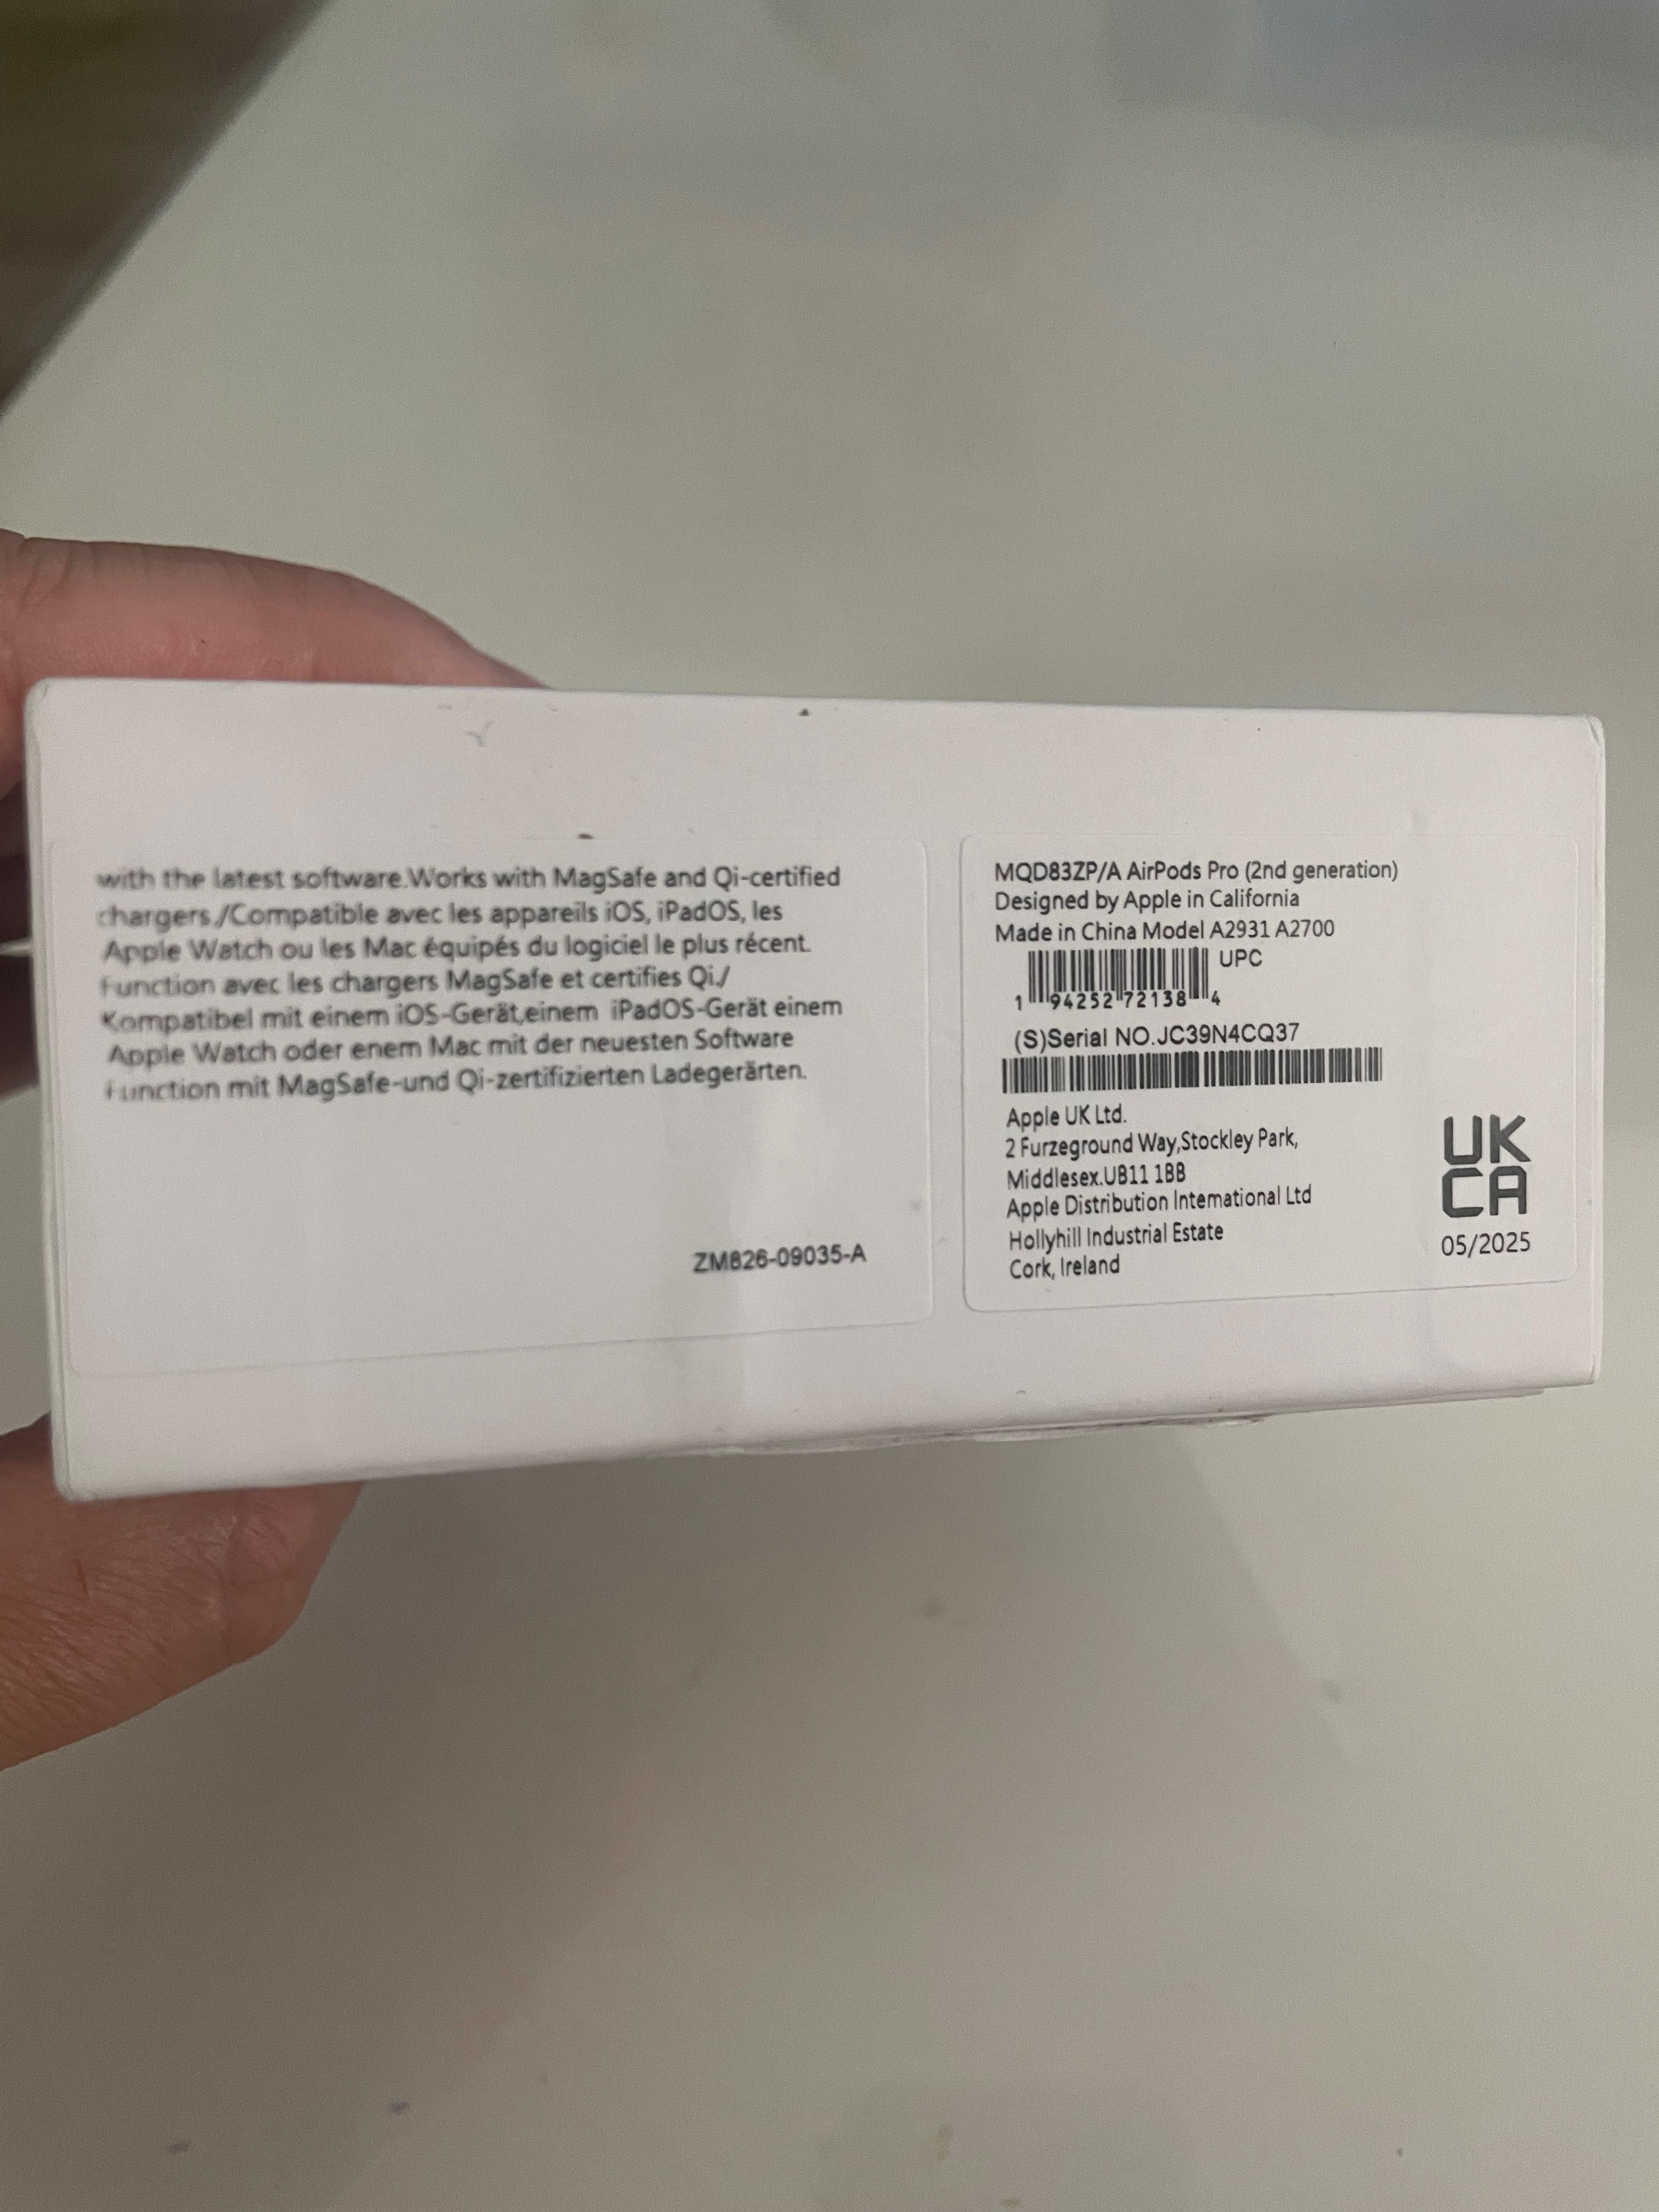 with the latest software.Works with MagSafe and Qi-certified
chargers./Compatible avec les appareils iOS, iPadOS, les
Apple Watch ou les Mac équipés du logiciel le plus récent.
Function avec les chargers MagSafe et certifies Qi./
Kompatibel mit einem iOS-Gerät,einem iPadOS-Gerät einem
Apple Watch oder enem Mac mit der neuesten Software
Function mit MagSafe-und Qi-zertifizierten Ladegerärten.
ZM826-09035-A
MQD83ZP/A AirPods Pro (2nd generation)
Designed by Apple in California
Made in China Model A2931 A2700
UPC
1 94252 72138 4
(S)Serial NO.JC39N4CQ37
Apple UK Ltd.
2 Furzeground Way,Stockley Park,
Middlesex.UB11 1BB
Apple Distribution International Ltd
Hollyhill Industrial Estate
Cork, Ireland
UK
CA
05/2025